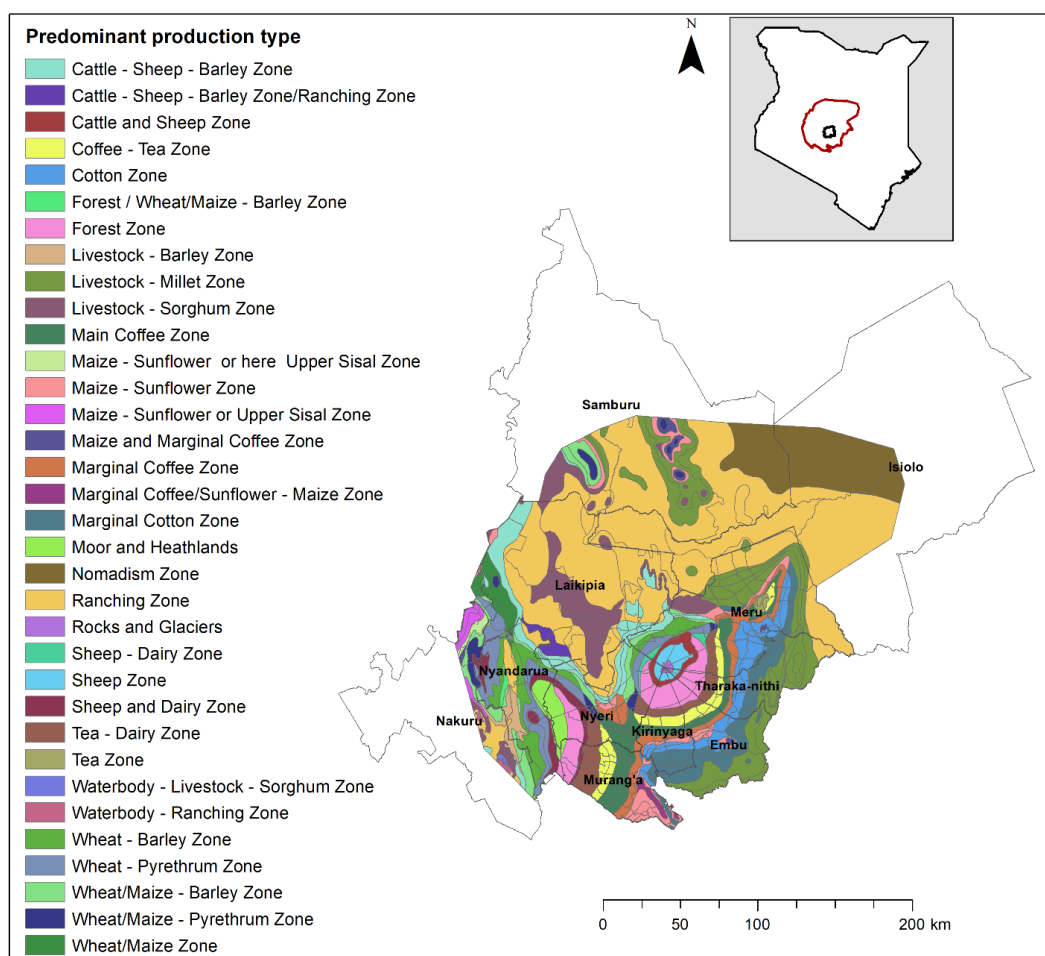 Predominant production type
Cattle - Sheep - Barley Zone
Cattle - Sheep - Barley Zone/Ranching Zone
Cattle and Sheep Zone
Coffee - Tea Zone
Cotton Zone
Forest / Wheat/Maize - Barley Zone
Forest Zone
Livestock - Barley Zone
Livestock - Millet Zone
Livestock - Sorghum Zone
Main Coffee Zone
Maize - Sunflower or here Upper Sisal Zone
Maize - Sunflower Zone
Maize - Sunflower or Upper Sisal Zone
Maize and Marginal Coffee Zone
Marginal Coffee Zone
Marginal Coffee/Sunflower - Maize Zone
Marginal Cotton Zone
Moor and Heathlands
Nomadism Zone
Ranching Zone
Rocks and Glaciers
Sheep - Dairy Zone
Sheep Zone
Sheep and Dairy Zone
Tea - Dairy Zone
Tea Zone
Waterbody - Livestock - Sorghum Zone
Waterbody - Ranching Zone
Wheat - Barley Zone
Wheat - Pyrethrum Zone
Wheat/Maize - Barley Zone
Wheat/Maize - Pyrethrum Zone
Wheat/Maize Zone
N
Samburu
Isiolo
Laikipia
Meru
Nyandarua
Tharaka-nithi
Nakuru
Nyeri
Kirinyaga
Embu
Murang'a
0 50 100 200 km